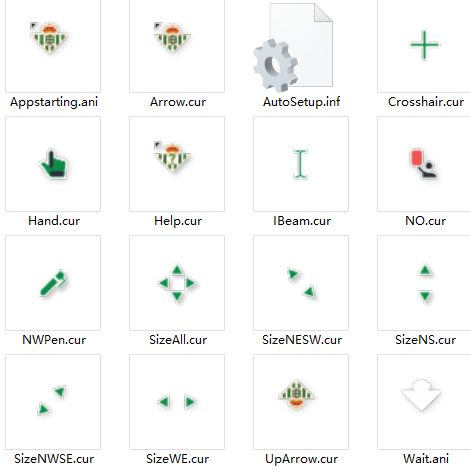 Appstarting.ani
Arrow.cur
AutoSetup.inf
Crosshair.cur
Hand.cur
Help.cur
IBeam.cur
NO.cur
NWPen.cur
SizeAll.cur
SizeNESW.cur
SizeNS.cur
SizeNWSE.cur
SizeWE.cur
UpArrow.cur
Wait.ani